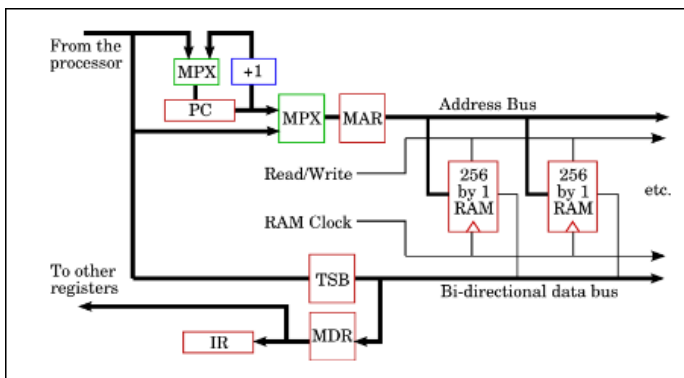 From the
processor
MPX
+1
PC
MPX
MAR
Address Bus
Read/Write
256
by 1
RAM
256
by 1
RAM
etc.
RAM Clock
To other
registers
TSB
Bi-directional data bus
IR
MDR